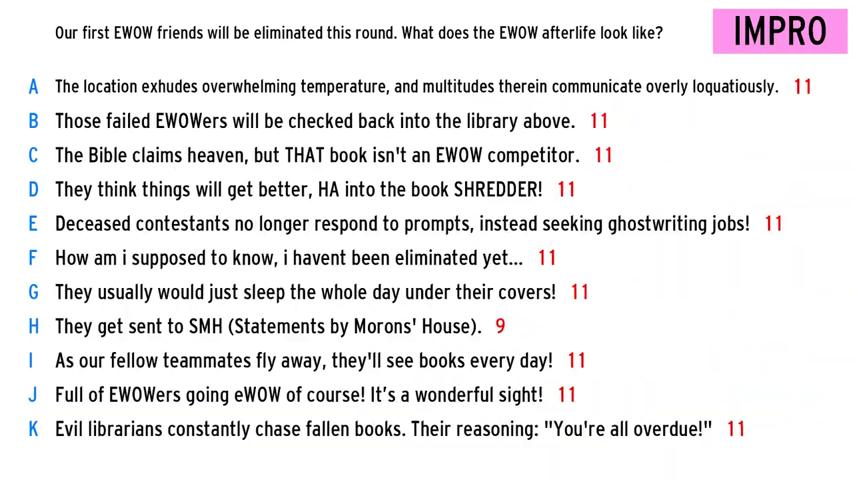 Our first EWOW friends will be eliminated this round. What does the EWOW afterlife look like?
IMPRO
A The location exhudes overwhelming temperature, and multitudes therein communicate overly loquatiously. 11
B Those failed EWOWers will be checked back into the library above. 11
C The Bible claims heaven, but THAT book isn't an EWOW competitor. 11
D They think things will get better, HA into the book SHREDDER! 11
E Deceased contestants no longer respond to prompts, instead seeking ghostwriting jobs! 11
F How am i supposed to know, i havent been eliminated yet... 11
G They usually would just sleep the whole day under their covers! 11
H They get sent to SMH (Statements by Morons' House). 9
I As our fellow teammates fly away, they'll see books every day! 11
J Full of EWOWers going eWOW of course! It’s a wonderful sight! 11
K Evil librarians constantly chase fallen books. Their reasoning: "You're all overdue!" 11